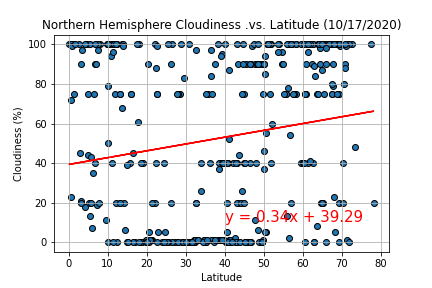 Northern Hemisphere Cloudiness .vs. Latitude (10/17/2020)
100
80
60
40
20
0
Cloudiness (%)
y = 0.34x + 39.29
0 10 20 30 40 50 60 70 80
Latitude